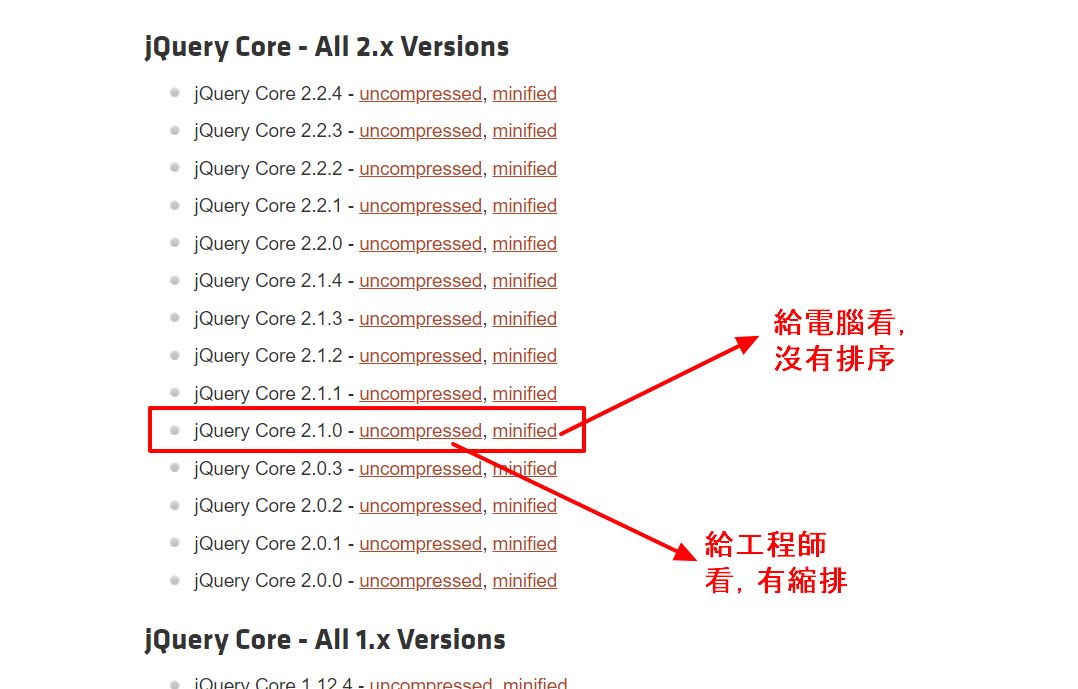 jQuery Core - All 2.x Versions
jQuery Core 2.2.4 - uncompressed, minified
jQuery Core 2.2.3 - uncompressed, minified
jQuery Core 2.2.2 - uncompressed, minified
jQuery Core 2.2.1 - uncompressed, minified
jQuery Core 2.2.0 - uncompressed, minified
jQuery Core 2.1.4 - uncompressed, minified
jQuery Core 2.1.3 - uncompressed, minified
jQuery Core 2.1.2 - uncompressed, minified
jQuery Core 2.1.1 - uncompressed, minified
jQuery Core 2.1.0 - uncompressed, minified
jQuery Core 2.0.3 - uncompressed, minified
jQuery Core 2.0.2 - uncompressed, minified
jQuery Core 2.0.1 - uncompressed, minified
jQuery Core 2.0.0 - uncompressed, minified
給電腦看,
沒有排序
給工程師
看, 有縮排
jQuery Core - All 1.x Versions
jQuery Core 1.12.4 - uncompressed, minified